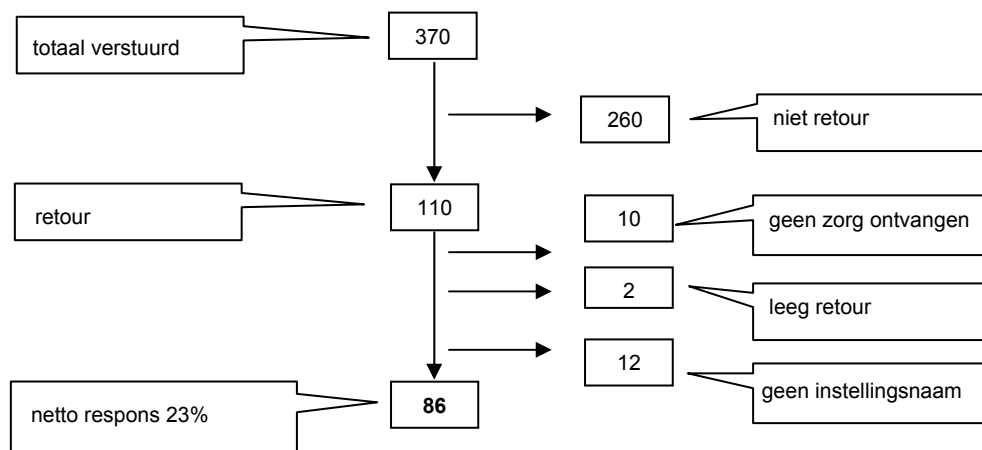 totaal verstuurd
370
260
niet retour
retour
110
10
geen zorg ontvangen
2
leeg retour
12
geen instellingsnaam
netto respons 23%
86